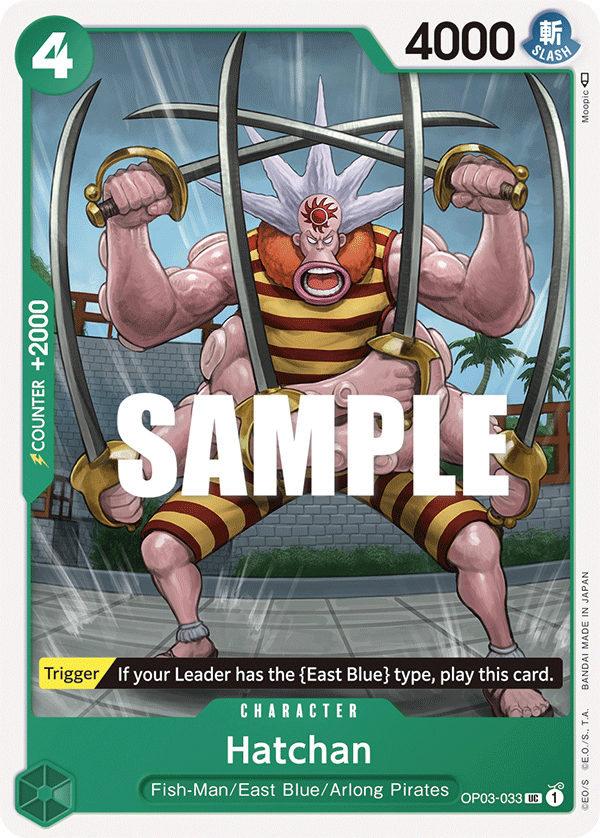 4
4000
斬
SLASH
Moopic
COUNTER +2000
SAMPLE
Trigger If your Leader has the {East Blue} type, play this card.
CHARACTER
Hatchan
Fish-Man/East Blue/Arlong Pirates
OP03-033 UC 1
©EO/S ©E.O./S., T.A. BANDAI MADE IN JAPAN